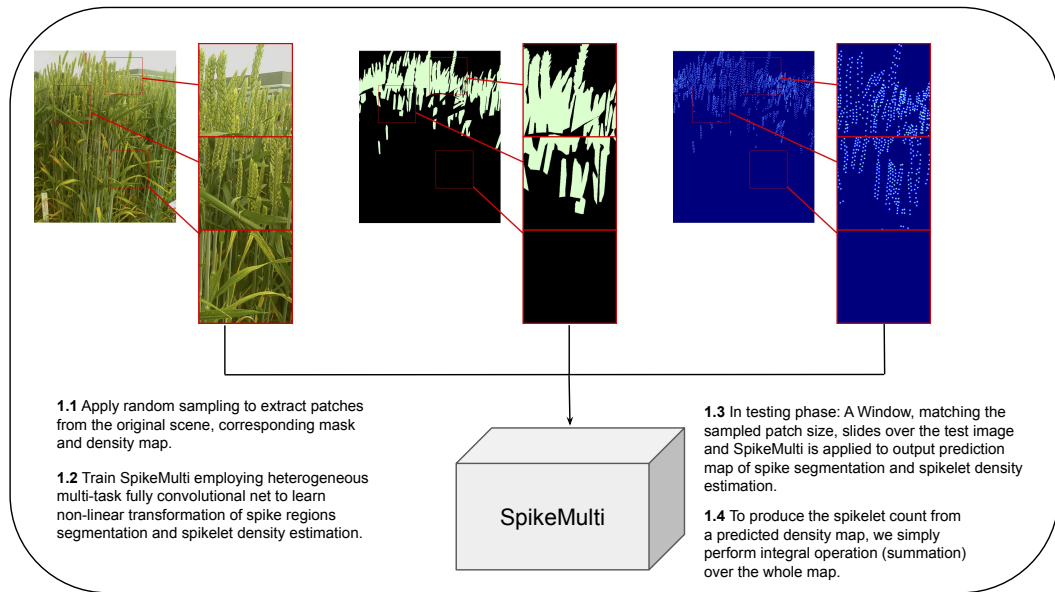 1.1 Apply random sampling to extract patches
from the original scene, corresponding mask
and density map.
1.2 Train SpikeMulti employing heterogeneous
multi-task fully convolutional net to learn
non-linear transformation of spike regions
segmentation and spikelet density estimation.
SpikeMulti
1.3 In testing phase: A Window, matching the
sampled patch size, slides over the test image
and SpikeMulti is applied to output prediction
map of spike segmentation and spikelet density
estimation.
1.4 To produce the spikelet count from
a predicted density map, we simply
perform integral operation (summation)
over the whole map.